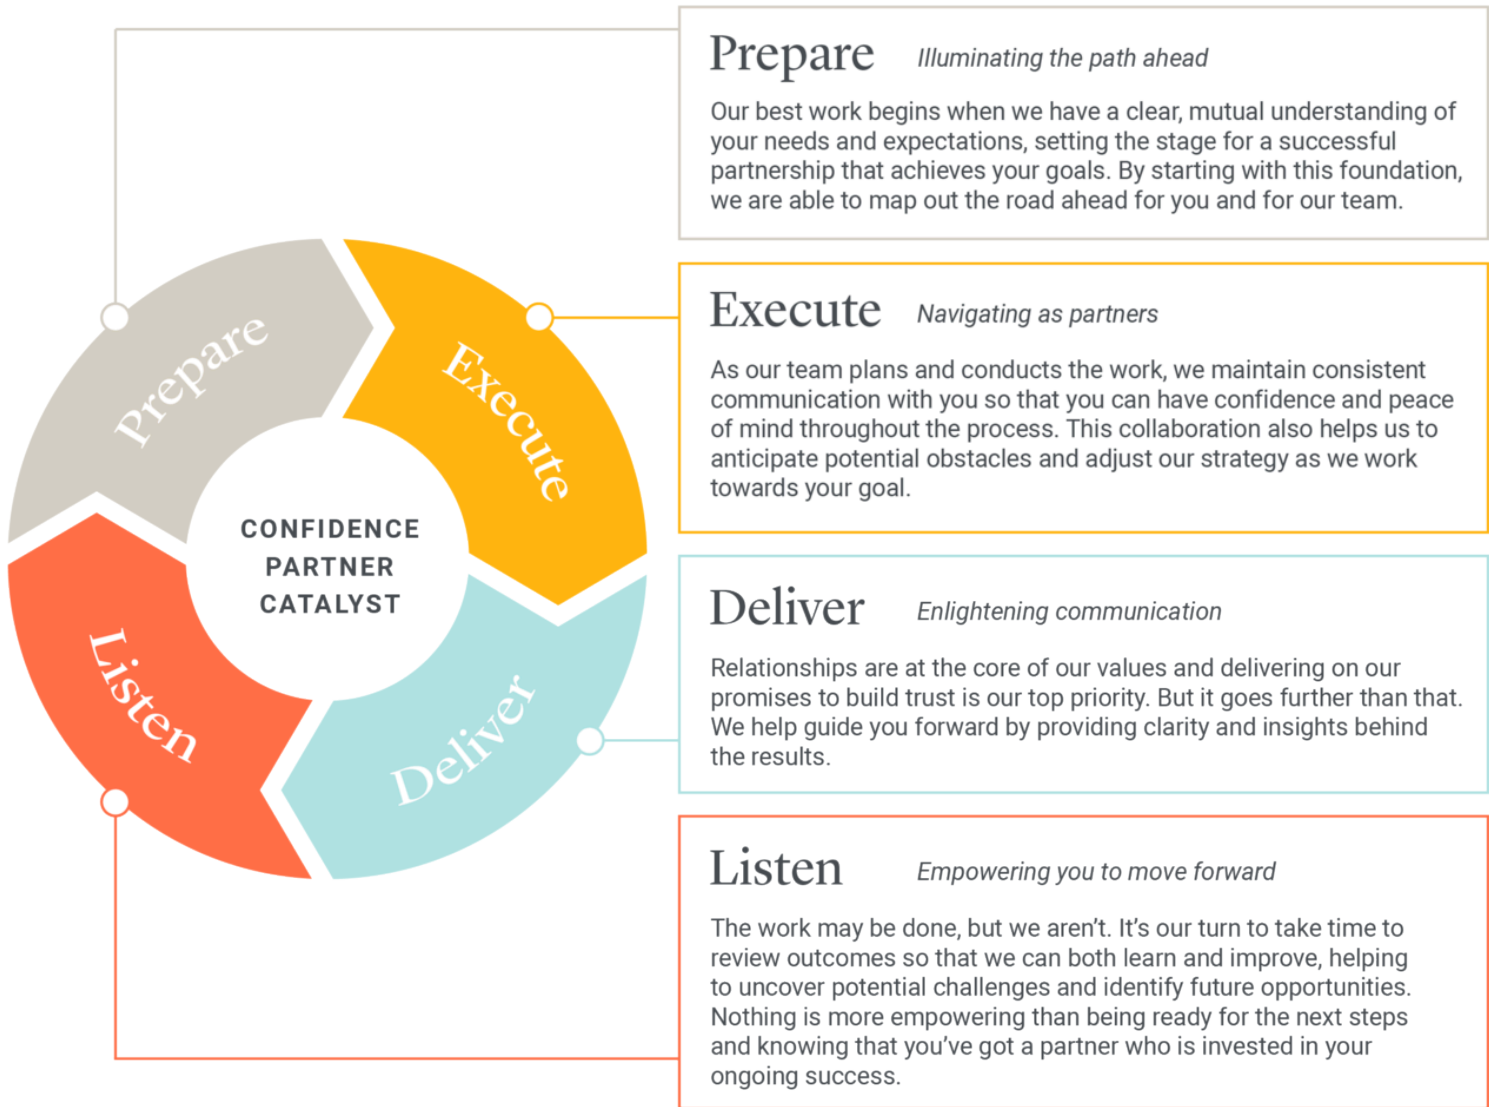 Prepare Illuminating the path ahead
Our best work begins when we have a clear, mutual understanding of
your needs and expectations, setting the stage for a successful
partnership that achieves your goals. By starting with this foundation,
we are able to map out the road ahead for you and for our team.
Execute Navigating as partners
As our team plans and conducts the work, we maintain consistent
communication with you so that you can have confidence and peace
of mind throughout the process. This collaboration also helps us to
anticipate potential obstacles and adjust our strategy as we work
towards your goal.
Deliver Enlightening communication
Relationships are at the core of our values and delivering on our
promises to build trust is our top priority. But it goes further than that.
We help guide you forward by providing clarity and insights behind
the results.
Listen Empowering you to move forward
The work may be done, but we aren’t. It’s our turn to take time to
review outcomes so that we can both learn and improve, helping
to uncover potential challenges and identify future opportunities.
Nothing is more empowering than being ready for the next steps
and knowing that you’ve got a partner who is invested in your
ongoing success.
Prepare
Execute
Deliver
Listen
CONFIDENCE
PARTNER
CATALYST